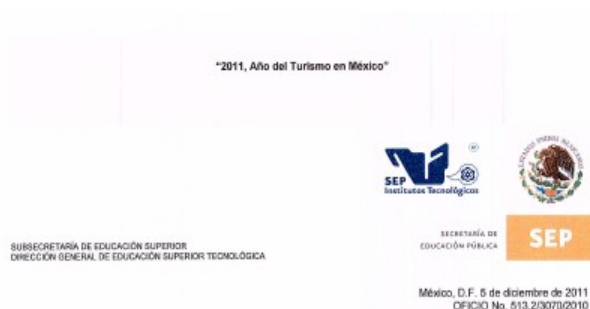 "2011, Año del Turismo en México"
SEP
Institutos Tecnológicos
SECRETARÍA DE
EDUCACIÓN PÚBLICA
SEP
SUBSECRETARÍA DE EDUCACIÓN SUPERIOR
DIRECCIÓN GENERAL DE EDUCACIÓN SUPERIOR TECNOLÓGICA
México, D.F. 5 de diciembre de 2011
OFICIO No. 513.2/3070/2010